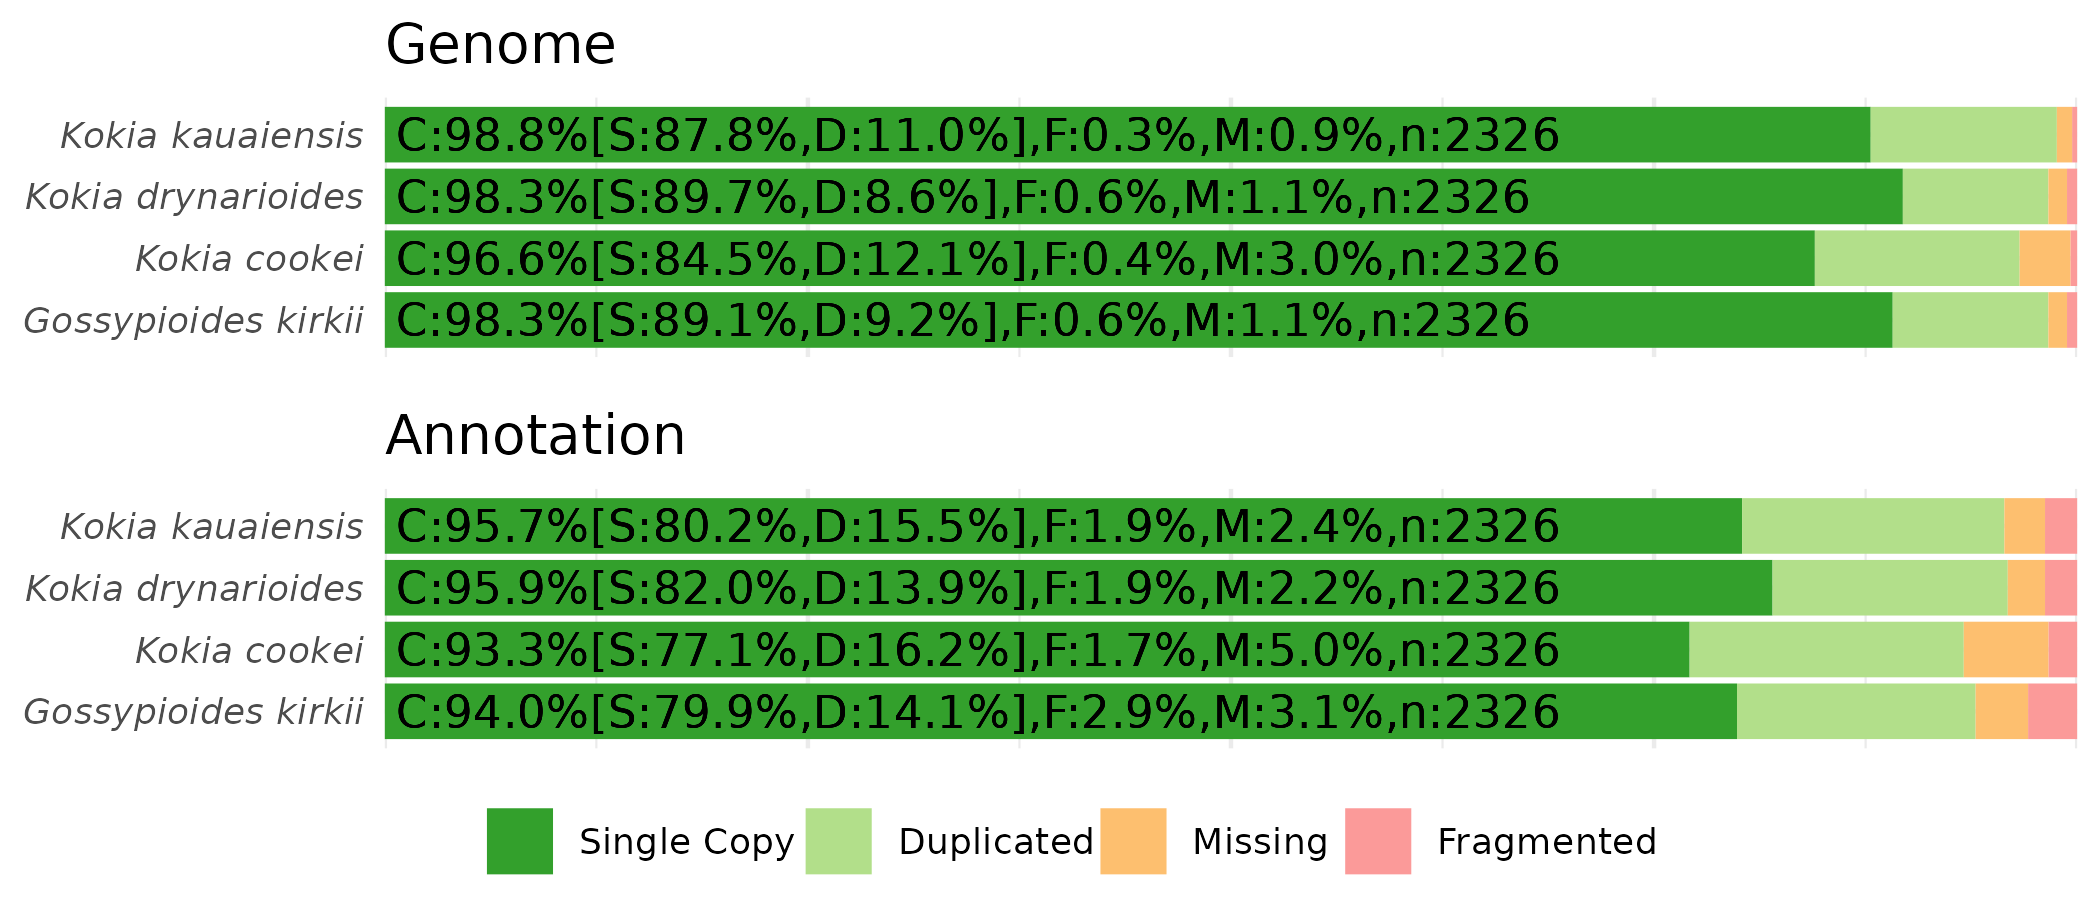 Genome
Kokia kauaiensis C:98.8%[S:87.8%,D:11.0%],F:0.3%,M:0.9%,n:2326
Kokia drynarioides C:98.3%[S:89.7%,D:8.6%],F:0.6%,M:1.1%,n:2326
Kokia cookei C:96.6%[S:84.5%,D:12.1%],F:0.4%,M:3.0%,n:2326
Gossypioides kirkii C:98.3%[S:89.1%,D:9.2%],F:0.6%,M:1.1%,n:2326
Annotation
Kokia kauaiensis C:95.7%[S:80.2%,D:15.5%],F:1.9%,M:2.4%,n:2326
Kokia drynarioides C:95.9%[S:82.0%,D:13.9%],F:1.9%,M:2.2%,n:2326
Kokia cookei C:93.3%[S:77.1%,D:16.2%],F:1.7%,M:5.0%,n:2326
Gossypioides kirkii C:94.0%[S:79.9%,D:14.1%],F:2.9%,M:3.1%,n:2326
Single Copy Duplicated Missing Fragmented